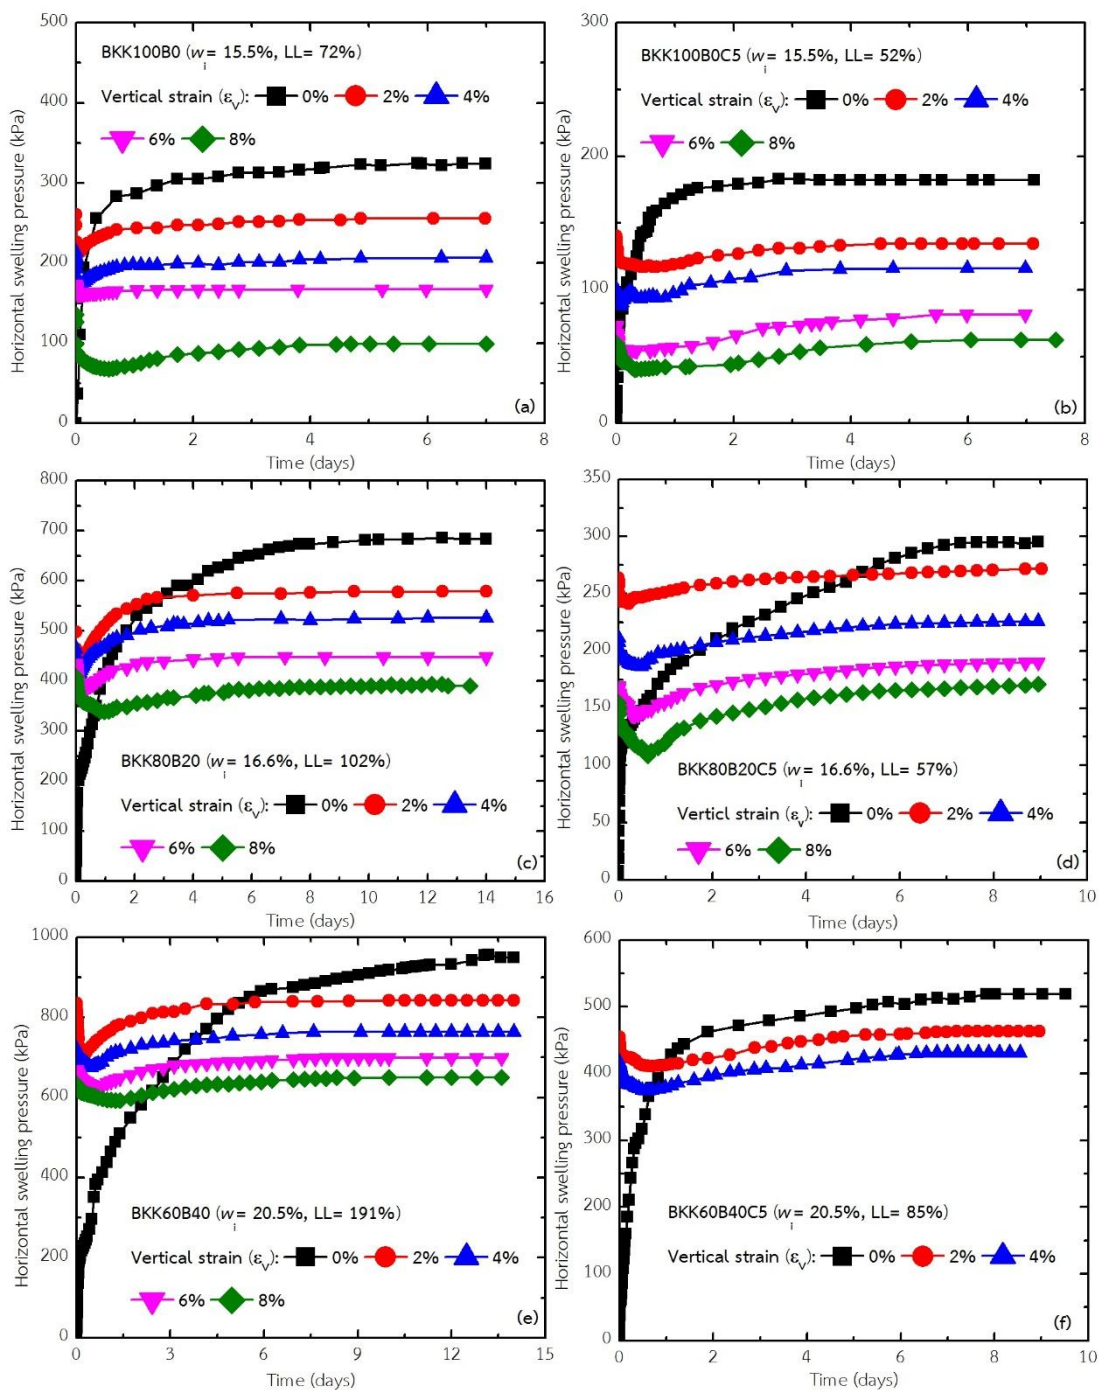 BKK100B0 (wi= 15.5%, LL= 72%)
Vertical strain (εv): 0% 2% 4%
6% 8%
Horizontal swelling pressure (kPa)
500
400
300
200
100
0
0 2 4 6 8
Time (days)
(a)
BKK100B0C5 (wi= 15.5%, LL= 52%)
Vertical strain (εv): 0% 2% 4%
6% 8%
Horizontal swelling pressure (kPa)
300
200
100
0
0 2 4 6 8
Time (days)
(b)
Horizontal swelling pressure (kPa)
800
700
600
500
400
300
200
100
0
BKK80B20 (wi= 16.6%, LL= 102%)
Vertical strain (εv): 0% 2% 4%
6% 8%
(c)
0 2 4 6 8 10 12 14 16
Time (days)
Horizontal swelling pressure (kPa)
350
300
250
200
150
100
50
0
BKK80B20C5 (wi= 16.6%, LL= 57%)
Verticl strain (εv): 0% 2% 4%
6% 8%
(d)
0 2 4 6 8 10
Time (days)
Horizontal swelling pressure (kPa)
1000
800
600
400
200
0
BKK60B40 (wi= 20.5%, LL= 191%)
Vertical strain (εv): 0% 2% 4%
6% 8%
(e)
0 3 6 9 12 15
Time (days)
Horizontal swelling pressure (kPa)
600
500
400
300
200
100
0
BKK60B40C5 (wi= 20.5%, LL= 85%)
Vertical strain (εv): 0% 2% 4%
(f)
0 2 4 6 8 10
Time (days)